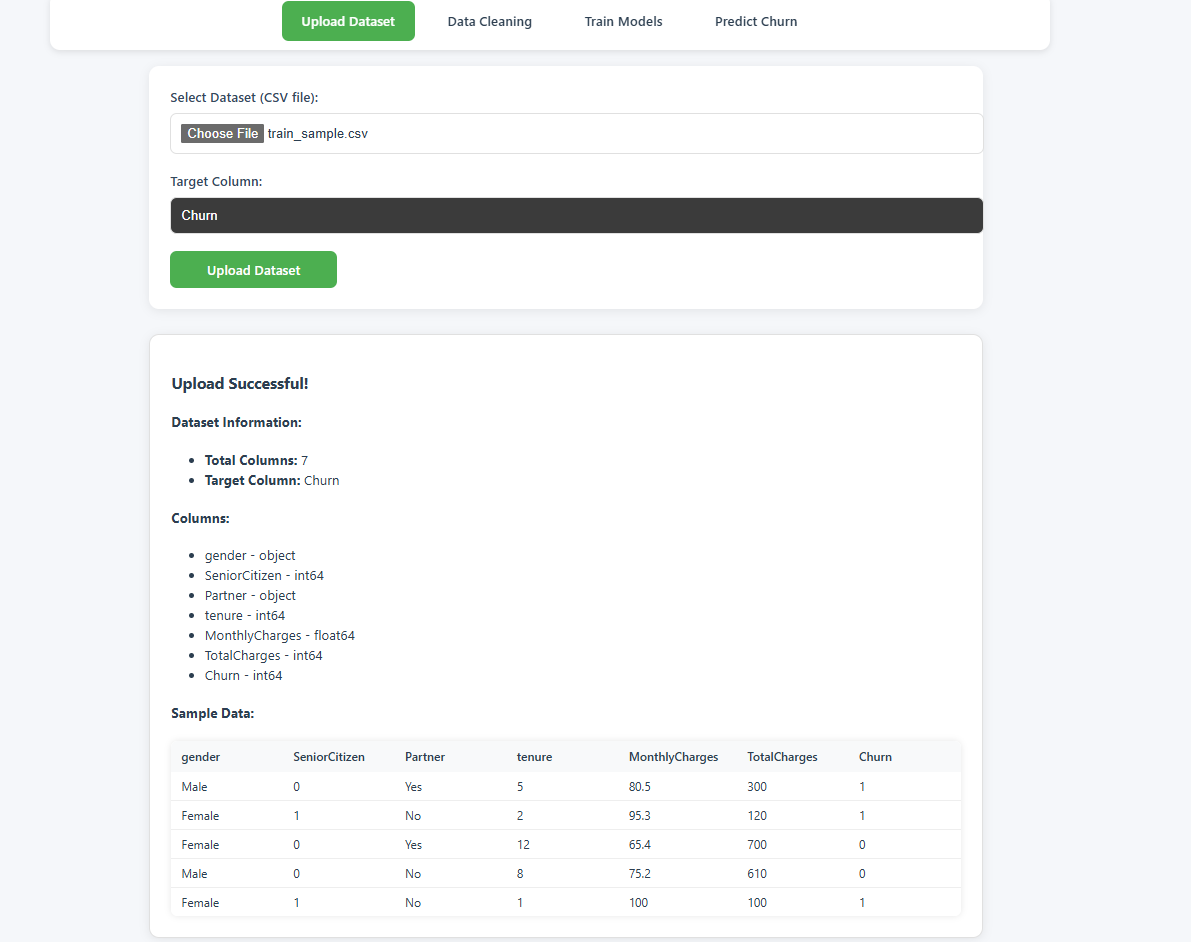 Upload Dataset Data Cleaning Train Models Predict Churn
Select Dataset (CSV file):
Choose File train_sample.csv
Target Column:
Churn
Upload Dataset
Upload Successful!
Dataset Information:
Total Columns: 7
Target Column: Churn
Columns:
gender - object
SeniorCitizen - int64
Partner - object
tenure - int64
MonthlyCharges - float64
TotalCharges - int64
Churn - int64
Sample Data:
gender SeniorCitizen Partner tenure MonthlyCharges TotalCharges Churn
Male 0 Yes 5 80.5 300 1
Female 1 No 2 95.3 120 1
Female 0 Yes 12 65.4 700 0
Male 0 No 8 75.2 610 0
Female 1 No 1 100 100 1